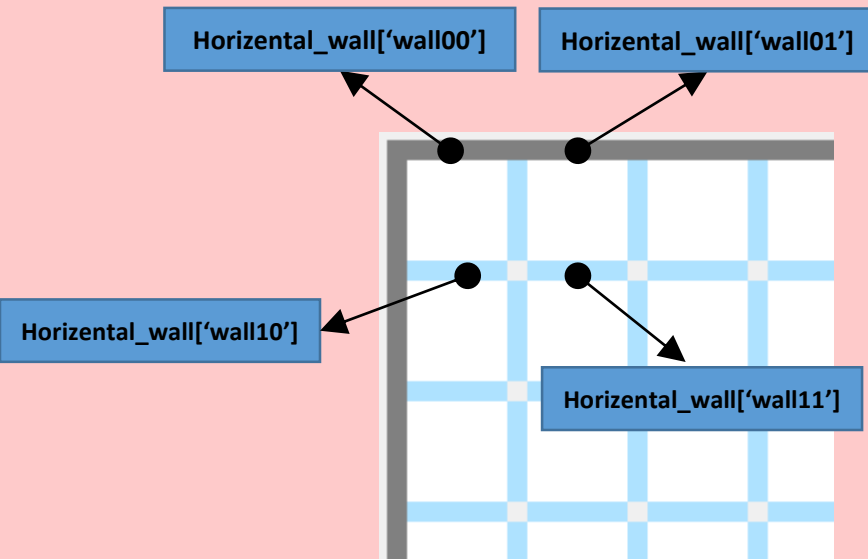 Horizental_wall[‘wall00’]
Horizental_wall[‘wall01’]
Horizental_wall[‘wall10’]
Horizental_wall[‘wall11’]